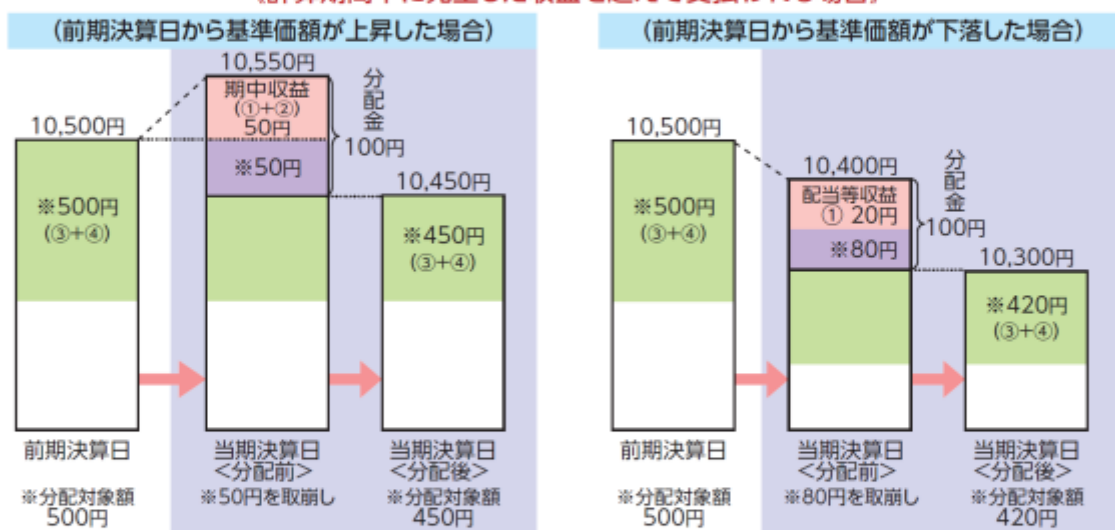 (前期決算日から基準価額が上昇した場合)
10,550円
期中収益
(①+②)
50円
分配金
100円
10,500円
※50円
10,450円
※500円
(③+④)
※450円
(③+④)
前期決算日
当期決算日
<分配前>
当期決算日
<分配後>
※分配対象額
500円
※50円を取崩し
※分配対象額
450円
(前期決算日から基準価額が下落した場合)
10,500円
10,400円
配当等収益
① 20円
分配金
100円
※80円
10,300円
※500円
(③+④)
※420円
(③+④)
前期決算日
当期決算日
<分配前>
当期決算日
<分配後>
※分配対象額
500円
※80円を取崩し
※分配対象額
420円